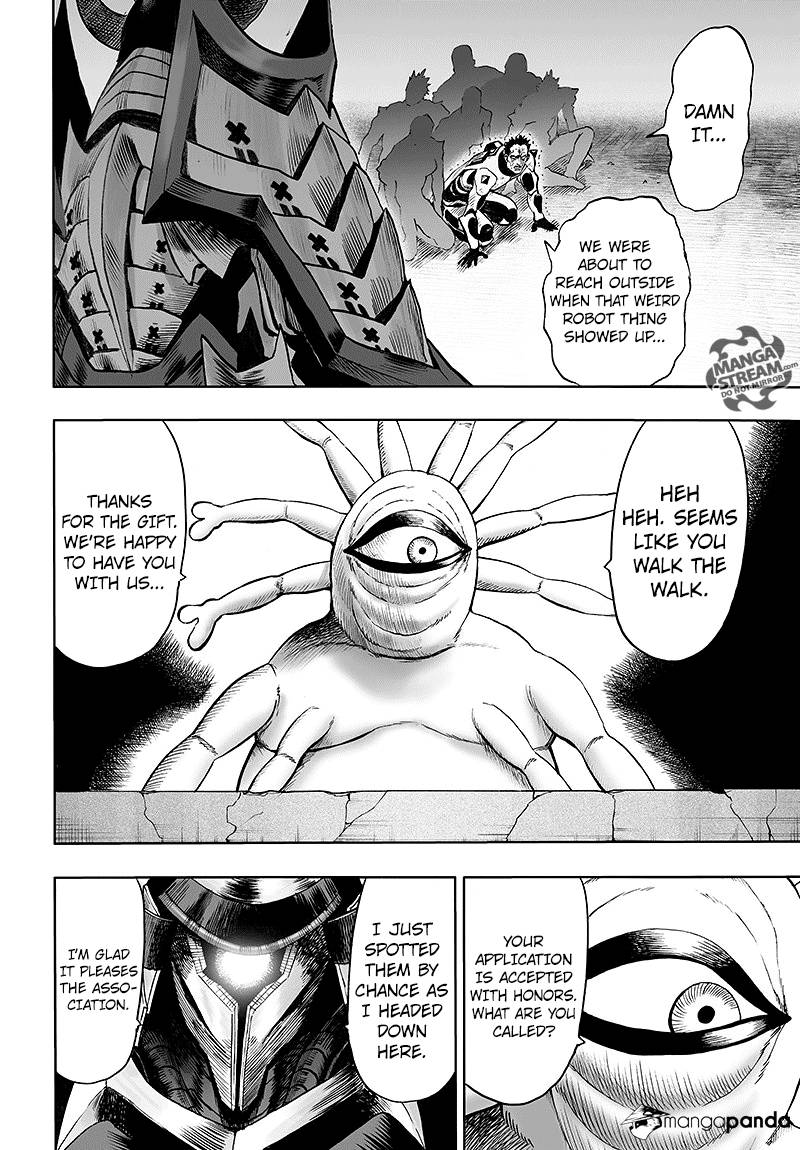 DAMN
IT...
WE WERE
ABOUT TO
REACH OUTSIDE
WHEN THAT WEIRD
ROBOT THING
SHOWED UP...
MANGA
-STREAM.com
DO NOT MIRROR
HEH
HEH. SEEMS
LIKE YOU
WALK THE
WALK.
THANKS
FOR THE GIFT.
WE'RE HAPPY
TO HAVE YOU
WITH US...
YOUR
APPLICATION
IS ACCEPTED
WITH HONORS.
WHAT ARE YOU
CALLED?
I JUST
SPOTTED
THEM BY
CHANCE AS
I HEADED
DOWN
HERE.
I'M GLAD
IT PLEASES
THE ASSO-
CIATION.
mangapanda